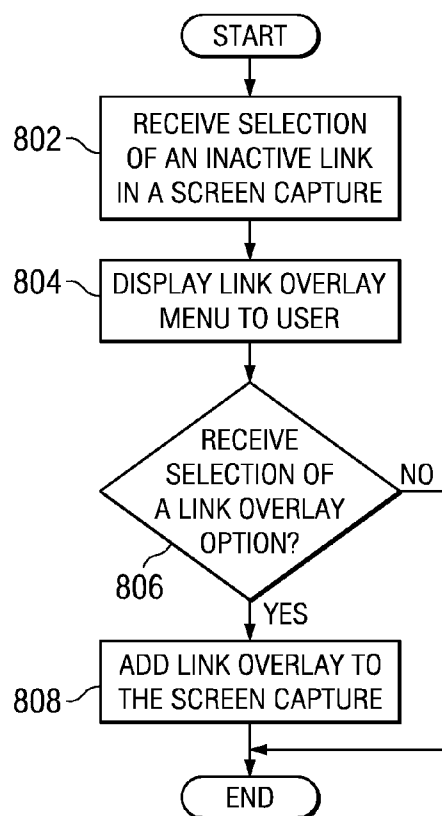 START
802
RECEIVE SELECTION
OF AN INACTIVE LINK
IN A SCREEN CAPTURE
804
DISPLAY LINK OVERLAY
MENU TO USER
RECEIVE
SELECTION OF
A LINK OVERLAY
OPTION?
NO
806
YES
808
ADD LINK OVERLAY TO
THE SCREEN CAPTURE
END